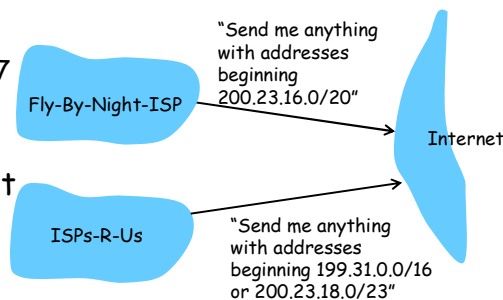 "Send me anything
with addresses
beginning
200.23.16.0/20"
7
Fly-By-Night-ISP
Internet
t
ISPs-R-Us
"Send me anything
with addresses
beginning 199.31.0.0/16
or 200.23.18.0/23"